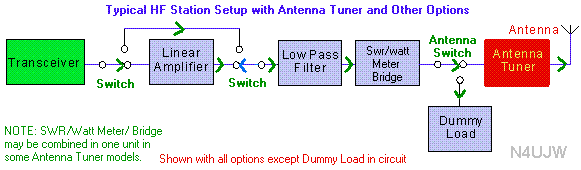 Typical HF Station Setup with Antenna Tuner and Other Options
Antenna
Transceiver
Switch
Linear
Amplifier
Switch
Low Pass
Filter
Swr/watt
Meter
Bridge
Antenna
Switch
Antenna
Tuner
Dummy
Load
NOTE: SWR/Watt Meter/ Bridge
may be combined in one unit in
some Antenna Tuner models.
Shown with all options except Dummy Load in circuit
N4UJW